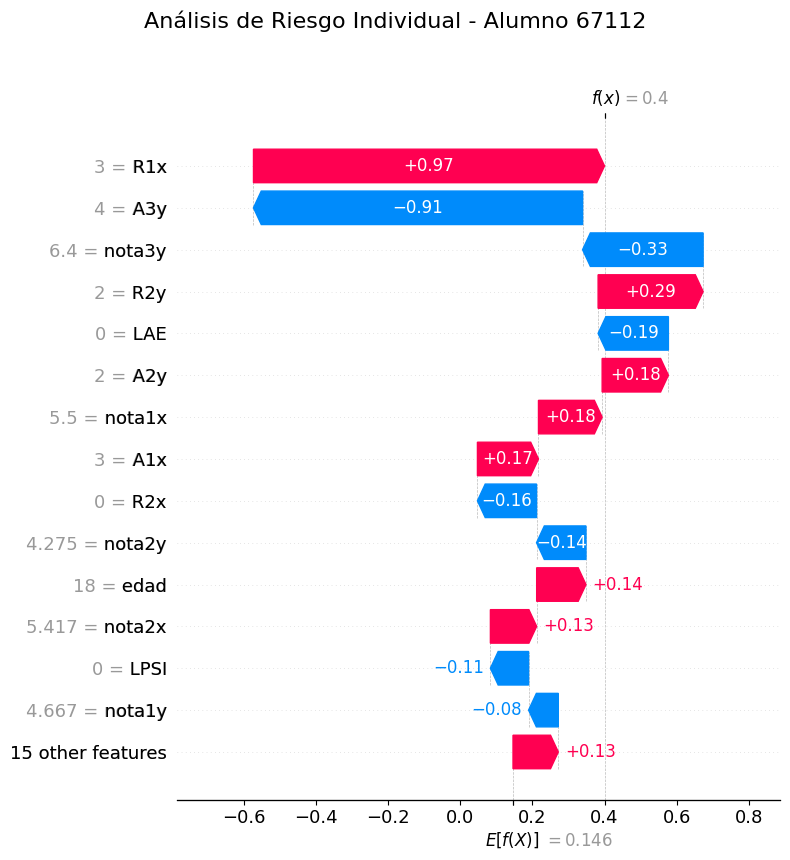 Análisis de Riesgo Individual - Alumno 67112
f(x) = 0.4
3 = R1x +0.97
4 = A3y −0.91
6.4 = nota3y −0.33
2 = R2y +0.29
0 = LAE −0.19
2 = A2y +0.18
5.5 = nota1x +0.18
3 = A1x +0.17
0 = R2x −0.16
4.275 = nota2y −0.14
18 = edad +0.14
5.417 = nota2x +0.13
0 = LPSI −0.11
4.667 = nota1y −0.08
15 other features +0.13
−0.6 −0.4 −0.2 0.0 0.2 0.4 0.6 0.8
E[f(X)] = 0.146